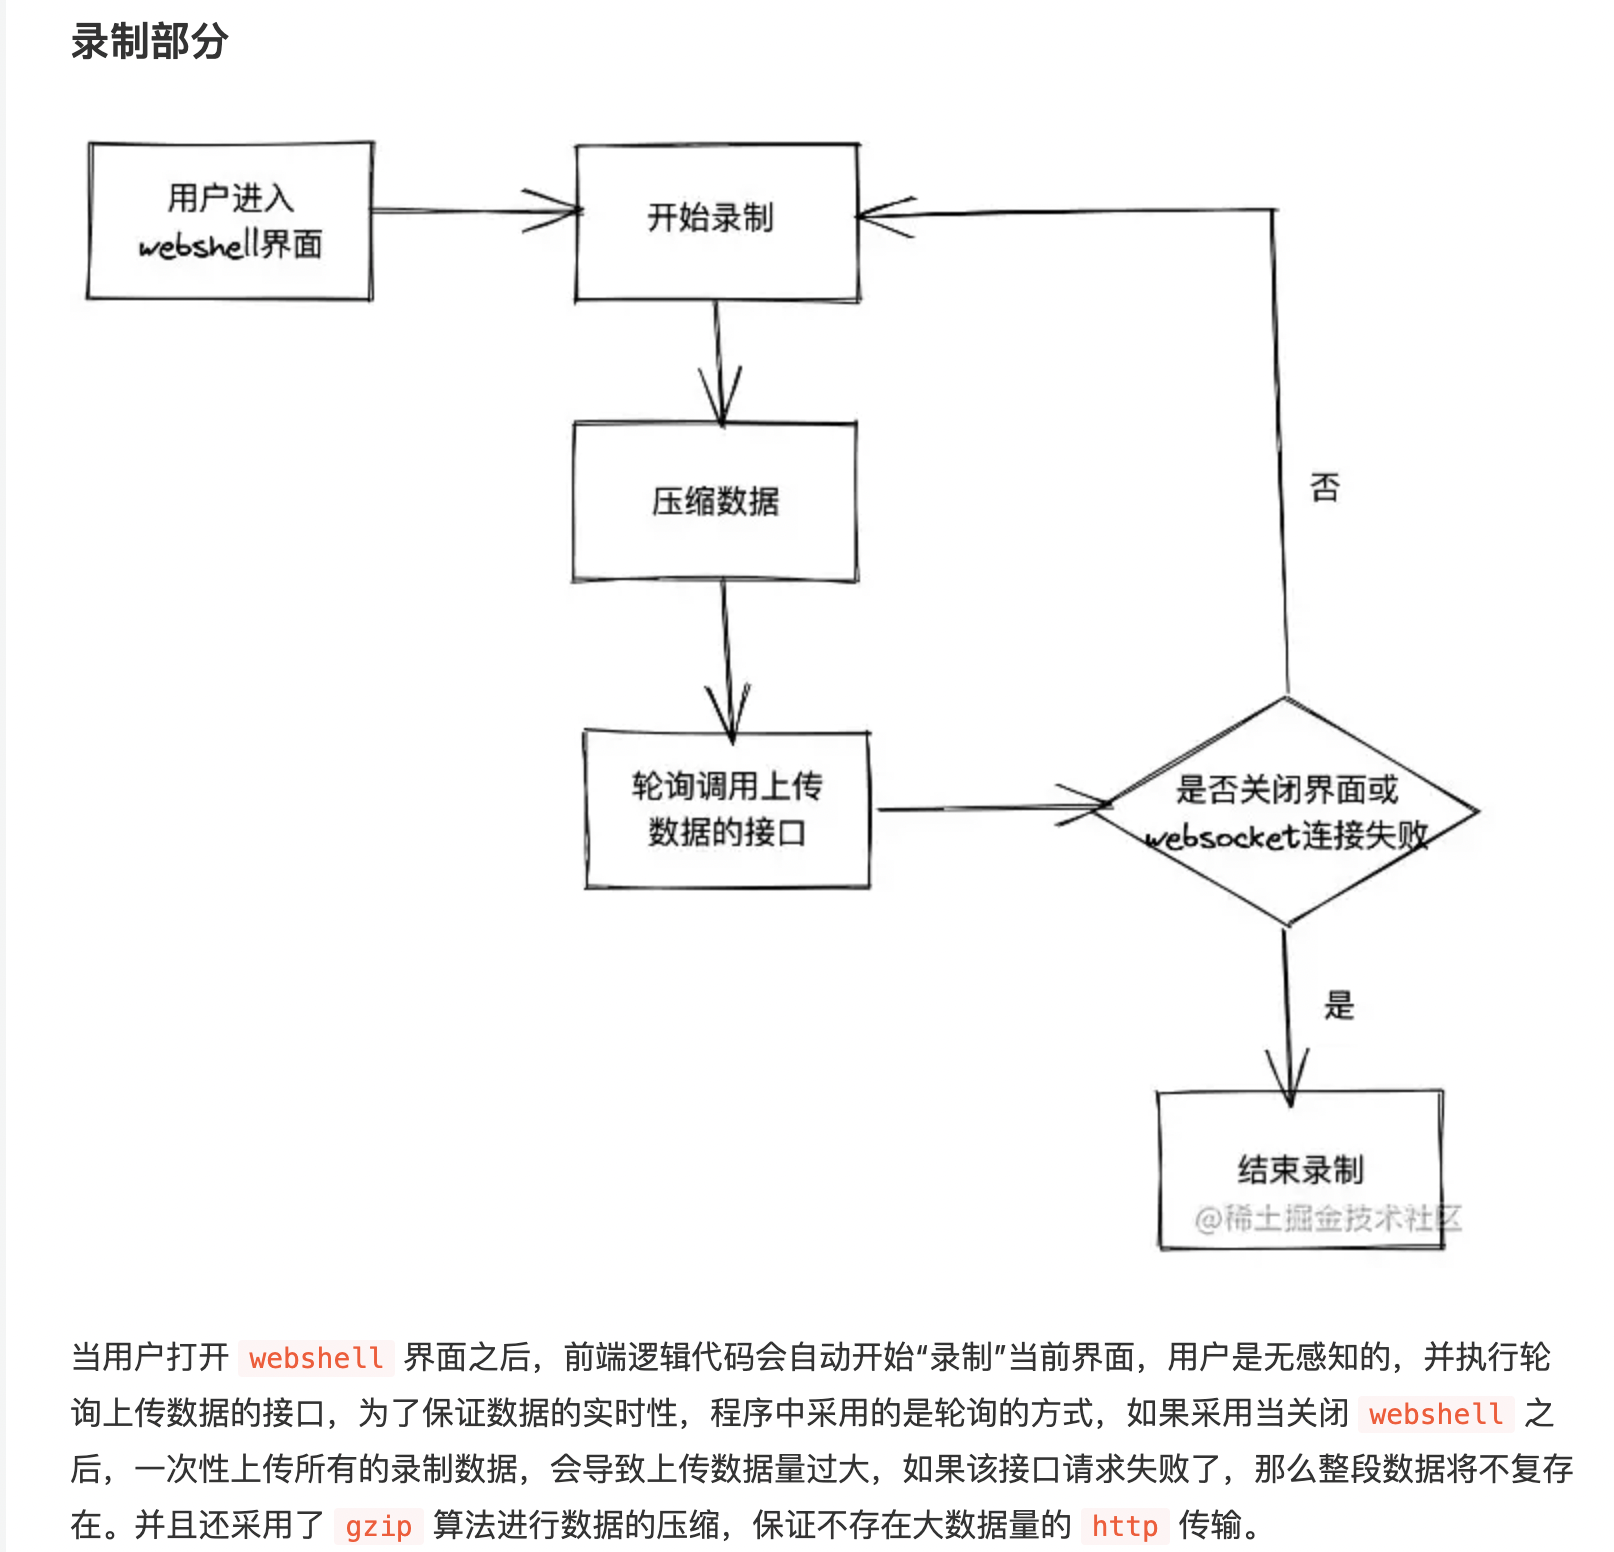 录制部分
用户进入
webshell界面
开始录制
压缩数据
否
轮询调用上传
数据的接口
是否关闭界面或
websocket连接失败
是
结束录制
@稀土掘金技术社区
当用户打开 webshell 界面之后，前端逻辑代码会自动开始“录制”当前界面，用户是无感知的，并执行轮
询上传数据的接口，为了保证数据的实时性，程序中采用的是轮询的方式，如果采用当关闭 webshell 之
后，一次性上传所有的录制数据，会导致上传数据量过大，如果该接口请求失败了，那么整段数据将不复存
在。并且还采用了 gzip 算法进行数据的压缩，保证不存在大数据量的 http 传输。